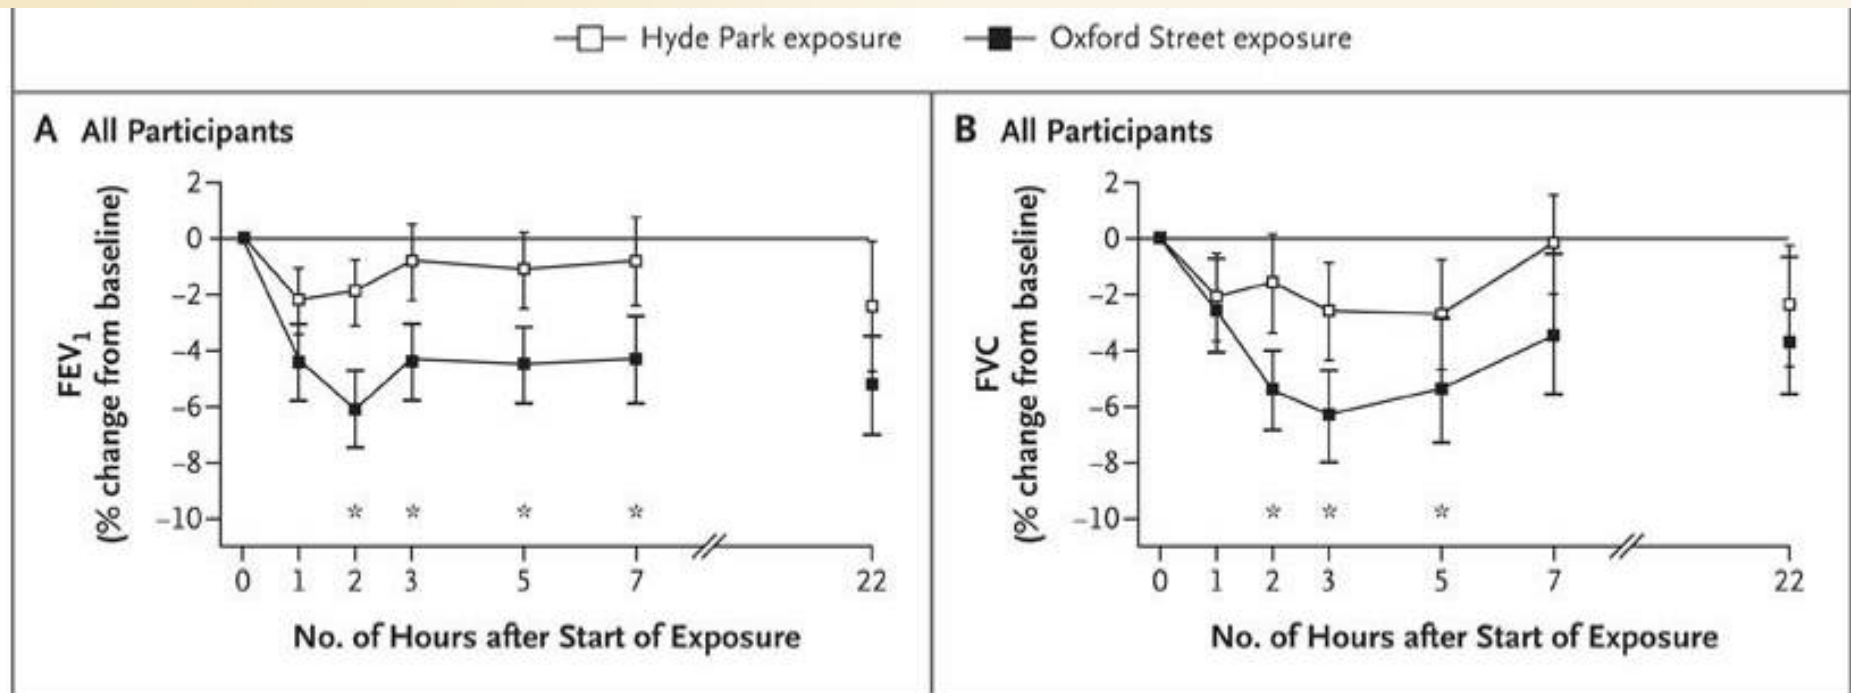 Hyde Park exposure
Oxford Street exposure
A All Participants
FEV1
(% change from baseline)
2
0
–2
–4
–6
–8
–10
* * * *
0 1 2 3 5 7 22
No. of Hours after Start of Exposure
B All Participants
FVC
(% change from baseline)
2
0
–2
–4
–6
–8
–10
* * *
0 1 2 3 5 7 22
No. of Hours after Start of Exposure